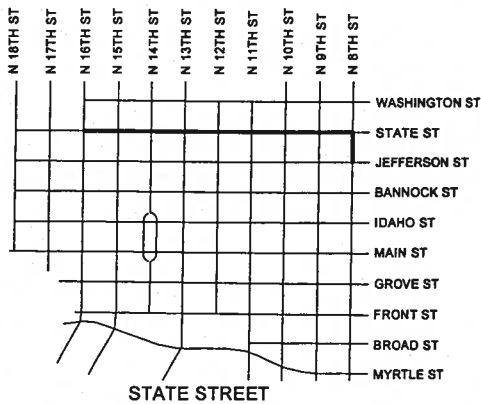 N 18TH ST
N 17TH ST
N 16TH ST
N 15TH ST
N 14TH ST
N 13TH ST
N 12TH ST
N 11TH ST
N 10TH ST
N 9TH ST
N 8TH ST
WASHINGTON ST
STATE ST
JEFFERSON ST
BANNOCK ST
IDAHO ST
MAIN ST
GROVE ST
FRONT ST
BROAD ST
MYRTLE ST
STATE STREET